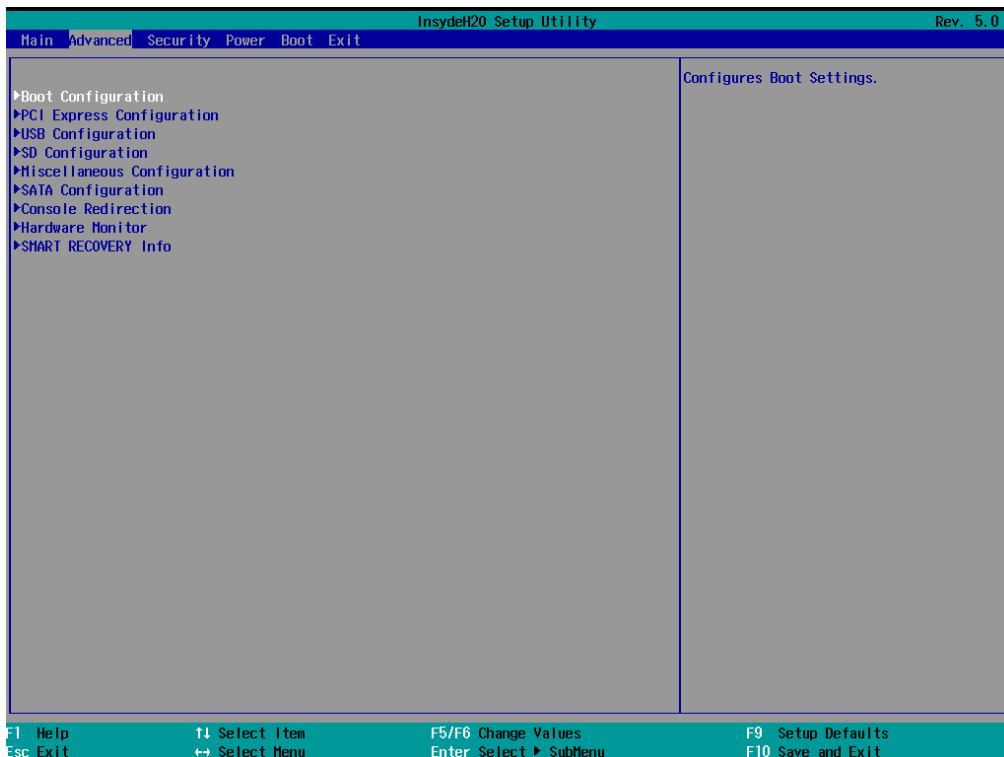 InsydeH20 Setup Utility Rev. 5.0
Main Advanced Security Power Boot Exit
Configures Boot Settings.
▶Boot Configuration
▶PCI Express Configuration
▶USB Configuration
▶SD Configuration
▶Miscellaneous Configuration
▶SATA Configuration
▶Console Redirection
▶Hardware Monitor
▶SMART RECOVERY Info
F1 Help ↑↓ Select Item F5/F6 Change Values F9 Setup Defaults
Esc Exit ↔ Select Menu Enter Select ▶ SubMenu F10 Save and Exit